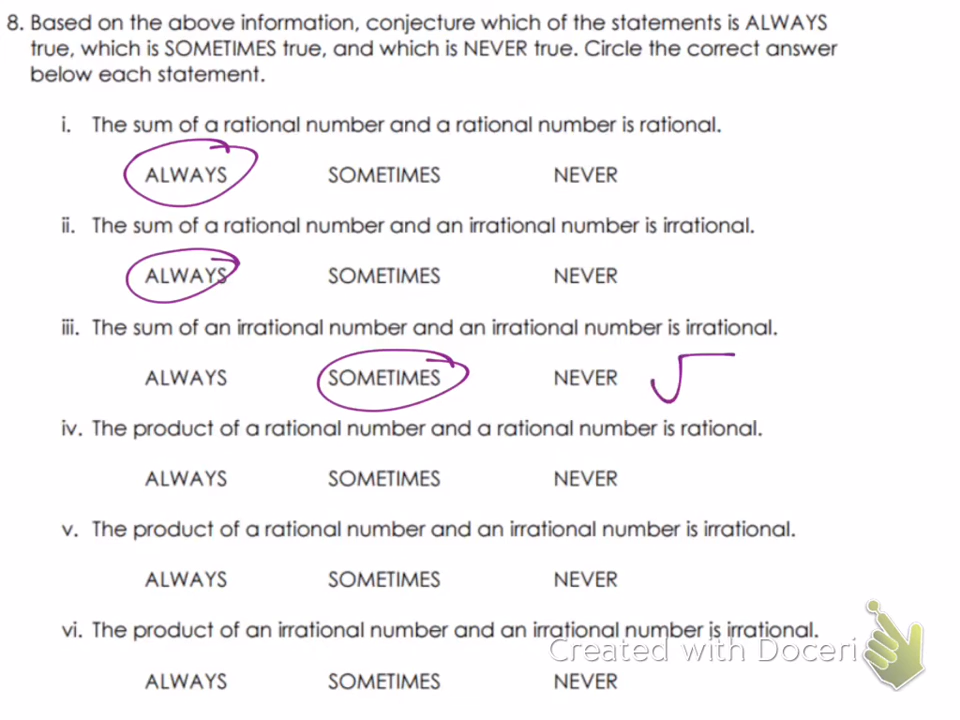 8. Based on the above information, conjecture which of the statements is ALWAYS
true, which is SOMETIMES true, and which is NEVER true. Circle the correct answer
below each statement.
i. The sum of a rational number and a rational number is rational.
ALWAYS SOMETIMES NEVER
ii. The sum of a rational number and an irrational number is irrational.
ALWAYS SOMETIMES NEVER
iii. The sum of an irrational number and an irrational number is irrational.
ALWAYS SOMETIMES NEVER √
iv. The product of a rational number and a rational number is rational.
ALWAYS SOMETIMES NEVER
v. The product of a rational number and an irrational number is irrational.
ALWAYS SOMETIMES NEVER
vi. The product of an irrational number and an irrational number is irrational.
Created with Doceri
ALWAYS SOMETIMES NEVER